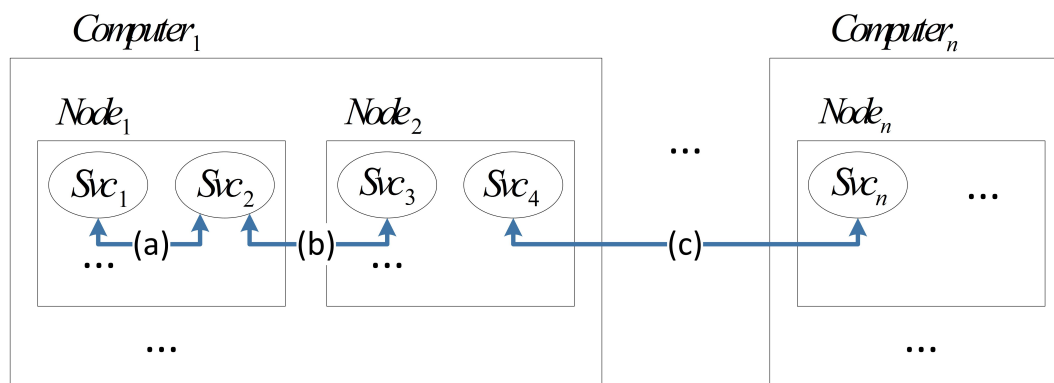 Computer₁ Computerₙ
Node₁ Node₂ Nodeₙ
...
Svc₁ Svc₂ Svc₃ Svc₄ Svcₙ ...
(a) (b) (c)
... ...
... ...